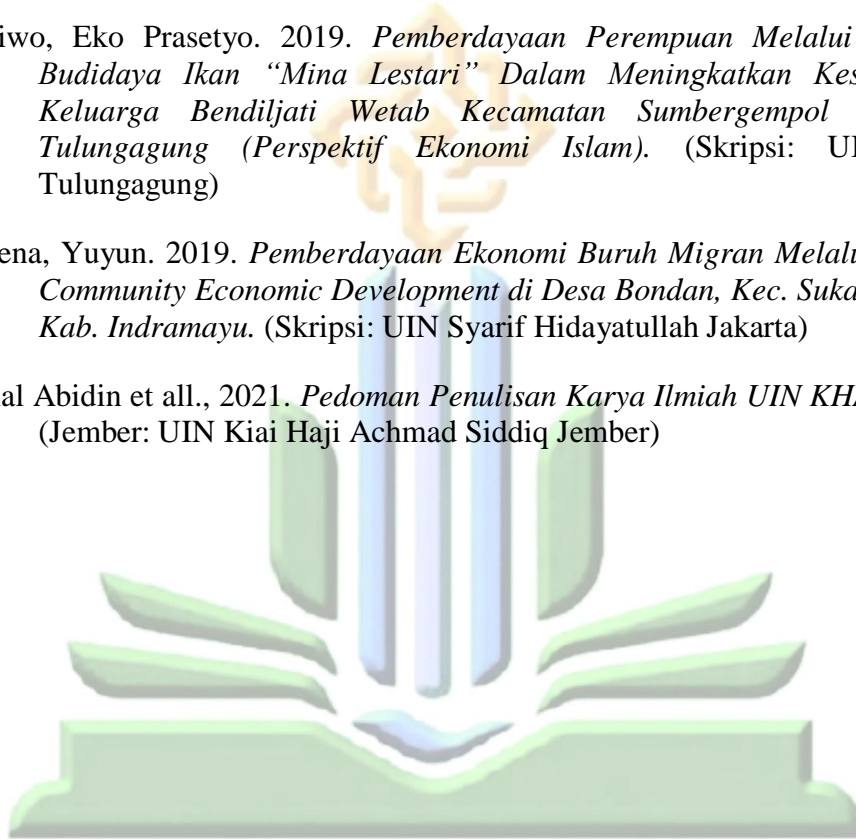 iwo, Eko Prasetyo. 2019. Pemberdayaan Perempuan Melalui
Budidaya Ikan “Mina Lestari” Dalam Meningkatkan Kes
Keluarga Bendiljati Wetab Kecamatan Sumbergempol
Tulungagung (Perspektif Ekonomi Islam). (Skripsi: UI
Tulungagung)
ena, Yuyun. 2019. Pemberdayaan Ekonomi Buruh Migran Melalu
Community Economic Development di Desa Bondan, Kec. Suka
Kab. Indramayu. (Skripsi: UIN Syarif Hidayatullah Jakarta)
al Abidin et all., 2021. Pedoman Penulisan Karya Ilmiah UIN KHA
(Jember: UIN Kiai Haji Achmad Siddiq Jember)